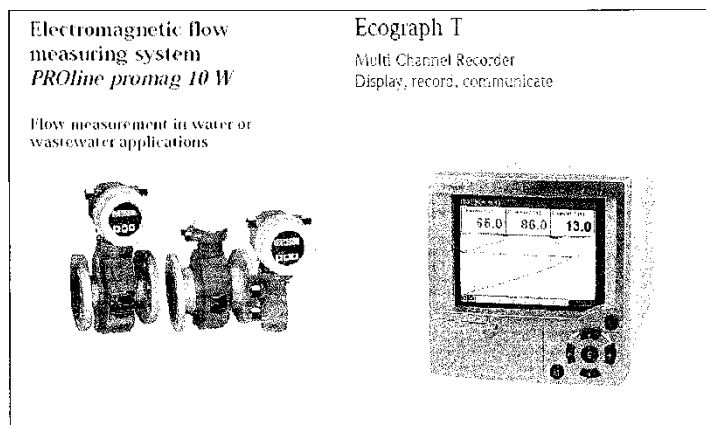 Electromagnetic flow
measuring system
PROline promag 10 W
Flow measurement in water or
wastewater applications
Ecograph T
Multi Channel Recorder
Display, record, communicate
66.0 86.0 13.0